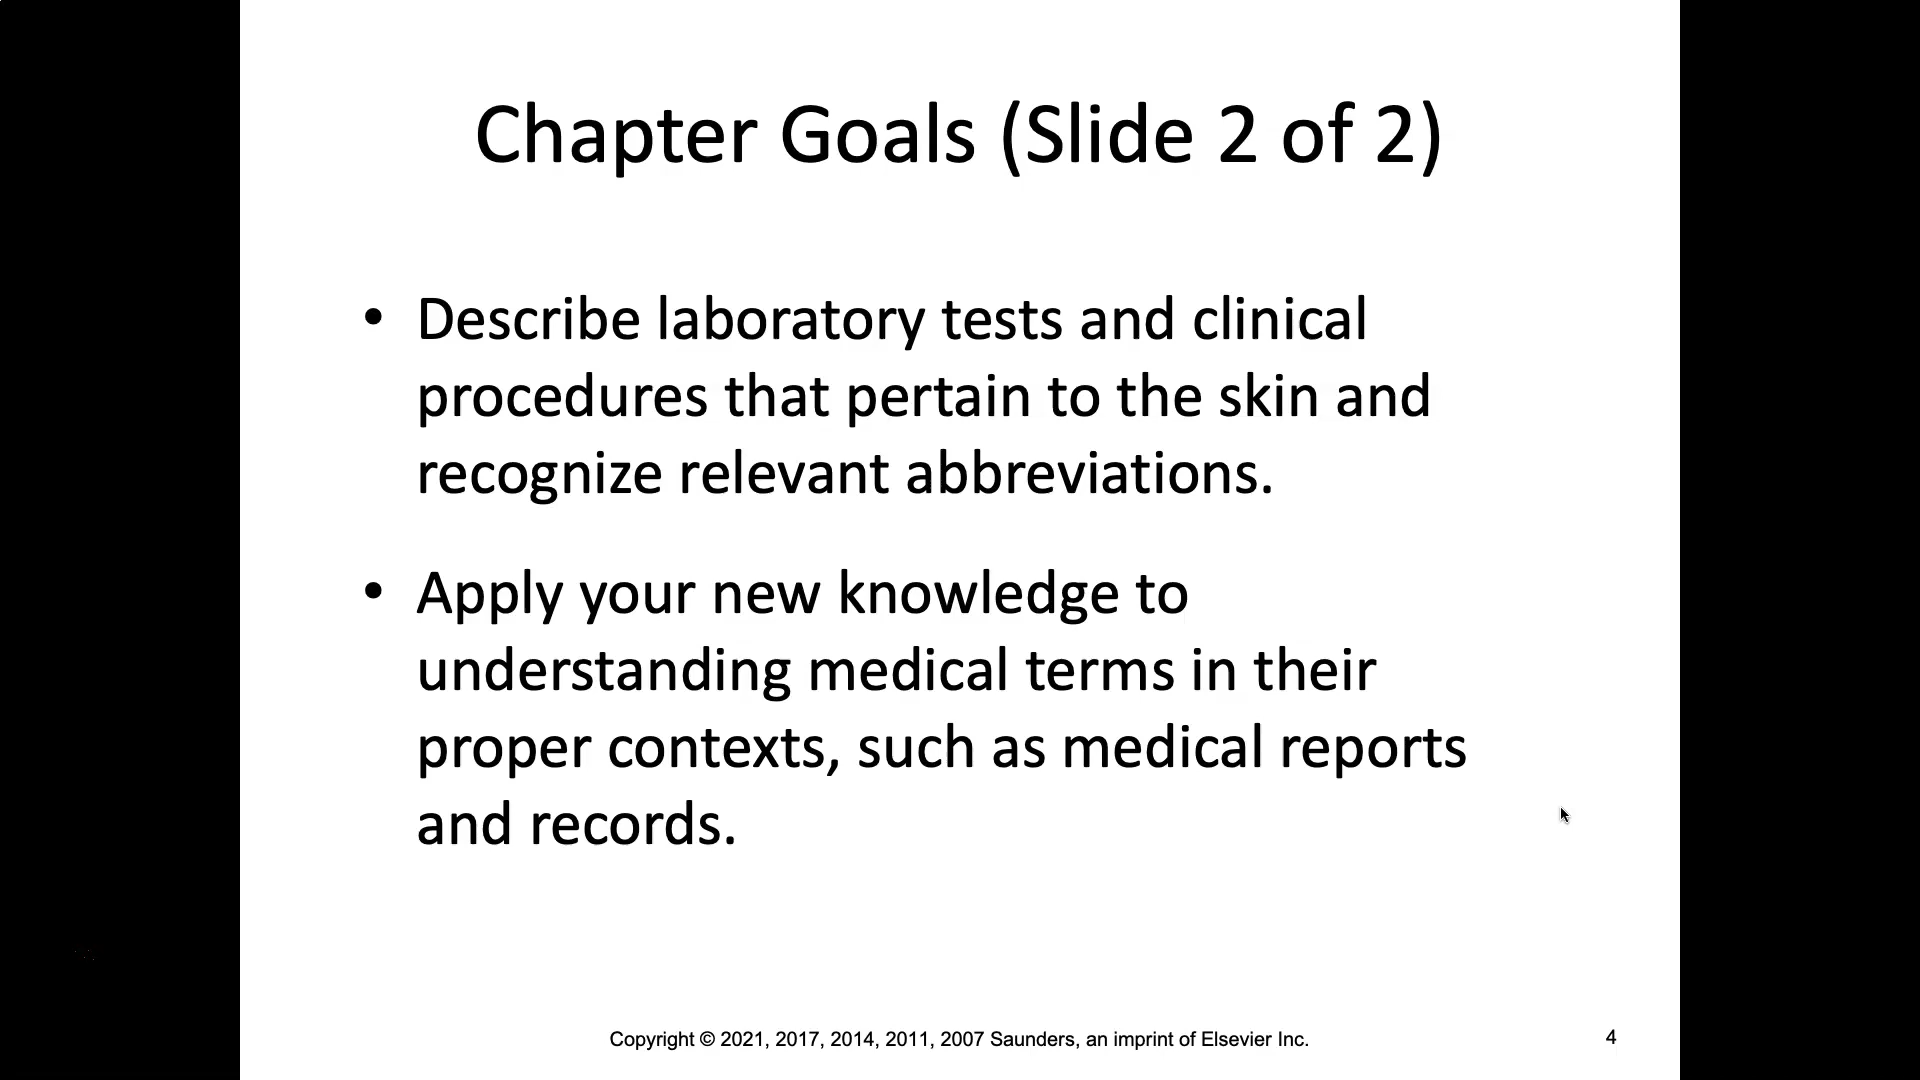 Chapter Goals (Slide 2 of 2)
• Describe laboratory tests and clinical
procedures that pertain to the skin and
recognize relevant abbreviations.
• Apply your new knowledge to
understanding medical terms in their
proper contexts, such as medical reports
and records.
Copyright © 2021, 2017, 2014, 2011, 2007 Saunders, an imprint of Elsevier Inc.
4